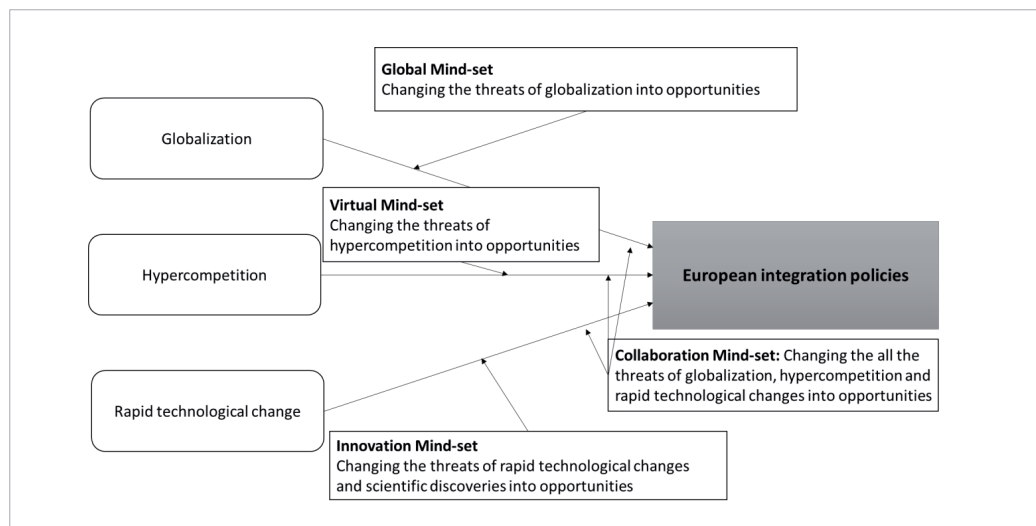 Global Mind-set
Changing the threats of globalization into opportunities
Globalization
Virtual Mind-set
Changing the threats of
hypercompetition into opportunities
Hypercompetition
European integration policies
Collaboration Mind-set: Changing the all the
threats of globalization, hypercompetition and
rapid technological changes into opportunities
Rapid technological change
Innovation Mind-set
Changing the threats of rapid technological changes
and scientific discoveries into opportunities